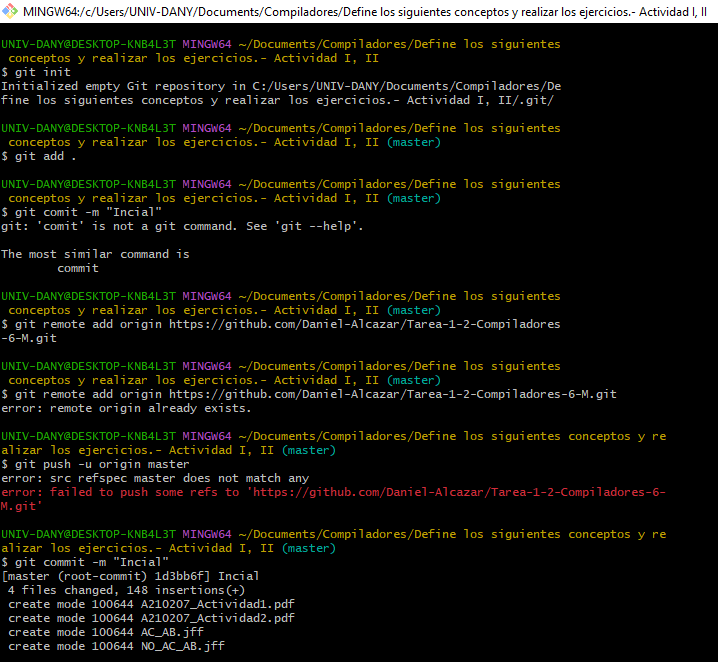 MINGW64:/c/Users/UNIV-DANY/Documents/Compiladores/Define los siguientes conceptos y realizar los ejercicios.- Actividad I, II
UNIV-DANY@DESKTOP-KNB4L3T MINGW64 ~/Documents/Compiladores/Define los siguientes
 conceptos y realizar los ejercicios.- Actividad I, II
$ git init
Initialized empty Git repository in C:/Users/UNIV-DANY/Documents/Compiladores/De
fine los siguientes conceptos y realizar los ejercicios.- Actividad I, II/.git/
UNIV-DANY@DESKTOP-KNB4L3T MINGW64 ~/Documents/Compiladores/Define los siguientes
 conceptos y realizar los ejercicios.- Actividad I, II (master)
$ git add .
UNIV-DANY@DESKTOP-KNB4L3T MINGW64 ~/Documents/Compiladores/Define los siguientes
 conceptos y realizar los ejercicios.- Actividad I, II (master)
$ git comit -m "Incial"
git: 'comit' is not a git command. See 'git --help'.
The most similar command is
        commit
UNIV-DANY@DESKTOP-KNB4L3T MINGW64 ~/Documents/Compiladores/Define los siguientes
 conceptos y realizar los ejercicios.- Actividad I, II (master)
$ git remote add origin https://github.com/Daniel-Alcazar/Tarea-1-2-Compiladores
-6-M.git
UNIV-DANY@DESKTOP-KNB4L3T MINGW64 ~/Documents/Compiladores/Define los siguientes
 conceptos y realizar los ejercicios.- Actividad I, II (master)
$ git remote add origin https://github.com/Daniel-Alcazar/Tarea-1-2-Compiladores-6-M.git
error: remote origin already exists.
UNIV-DANY@DESKTOP-KNB4L3T MINGW64 ~/Documents/Compiladores/Define los siguientes conceptos y re
alizar los ejercicios.- Actividad I, II (master)
$ git push -u origin master
error: src refspec master does not match any
error: failed to push some refs to 'https://github.com/Daniel-Alcazar/Tarea-1-2-Compiladores-6-
M.git'
UNIV-DANY@DESKTOP-KNB4L3T MINGW64 ~/Documents/Compiladores/Define los siguientes conceptos y re
alizar los ejercicios.- Actividad I, II (master)
$ git commit -m "Incial"
[master (root-commit) 1d3bb6f] Incial
 4 files changed, 148 insertions(+)
 create mode 100644 A210207_Actividad1.pdf
 create mode 100644 A210207_Actividad2.pdf
 create mode 100644 AC_AB.jff
 create mode 100644 NO_AC_AB.jff